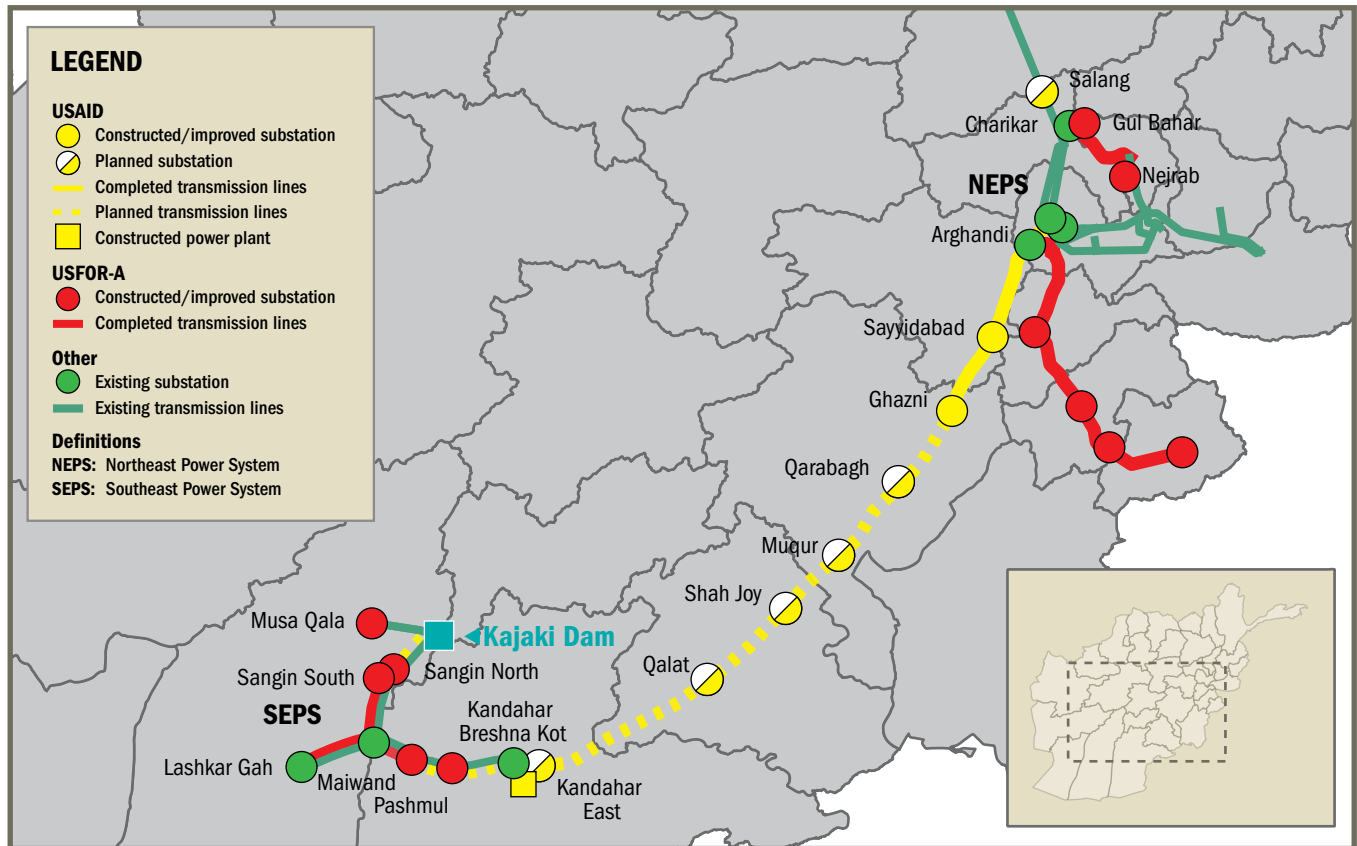 LEGEND
USAID
Constructed/improved substation
Planned substation
Completed transmission lines
Planned transmission lines
Constructed power plant
USFOR-A
Constructed/improved substation
Completed transmission lines
Other
Existing substation
Existing transmission lines
Definitions
NEPS: Northeast Power System
SEPS: Southeast Power System
Salang
Charikar
Gul Bahar
Nejrab
NEPS
Arghandi
Sayyidabad
Ghazni
Qarabagh
Muqur
Shah Joy
Qalat
Musa Qala
Kajaki Dam
Sangin North
Sangin South
SEPS
Kandahar
Breshna Kot
Lashkar Gah
Maiwand
Pashmul
Kandahar
East